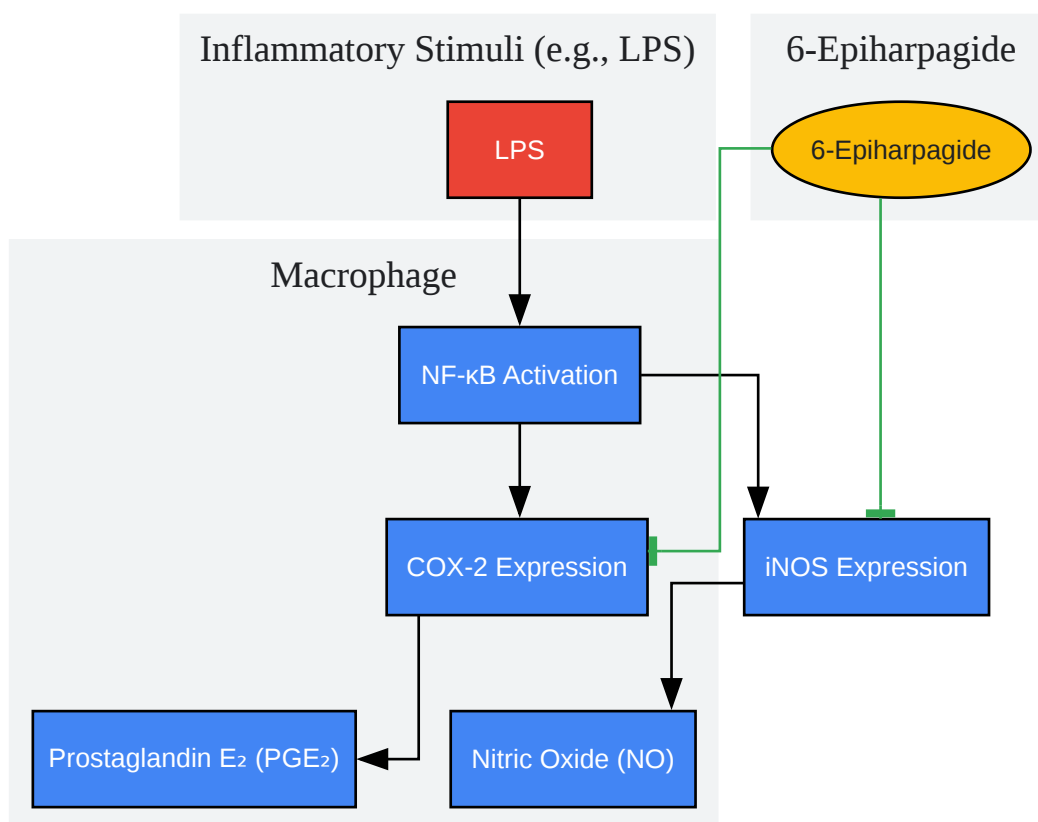 Inflammatory Stimuli (e.g., LPS)
6-Epiharpagide
LPS
6-Epiharpagide
Macrophage
NF-κB Activation
COX-2 Expression
iNOS Expression
Prostaglandin E₂ (PGE₂)
Nitric Oxide (NO)